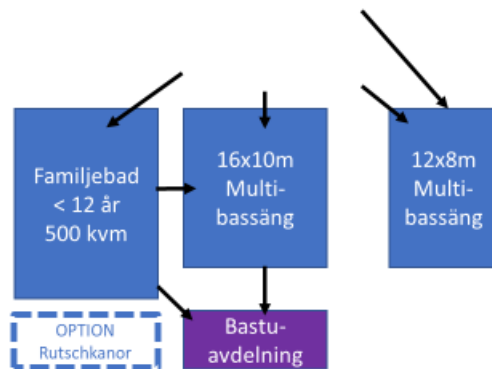 Familjebad
< 12 år
500 kvm
16x10m
Multi-
bassäng
12x8m
Multi-
bassäng
OPTION
Rutschkanor
Bastu-
avdelning